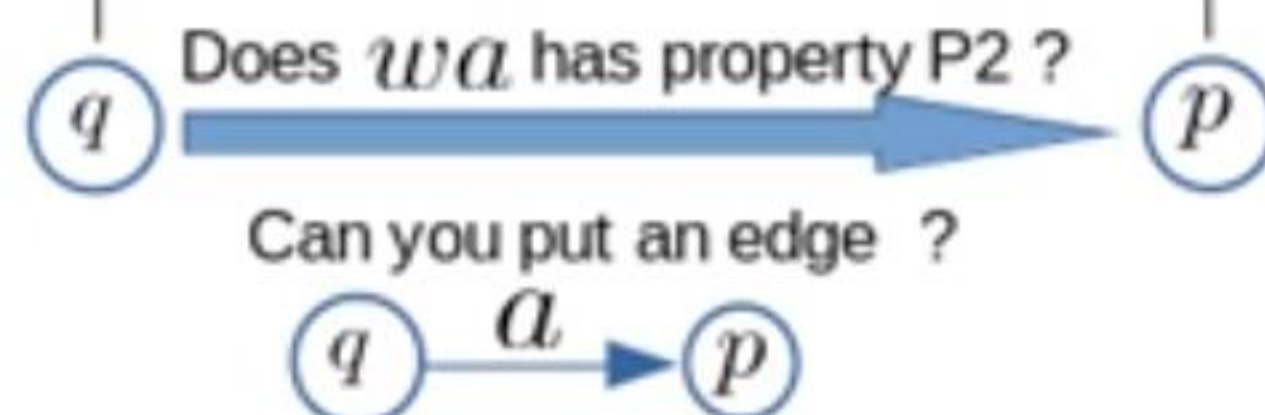 Does wa has property P2 ?
q p
Can you put an edge ?
a
q p